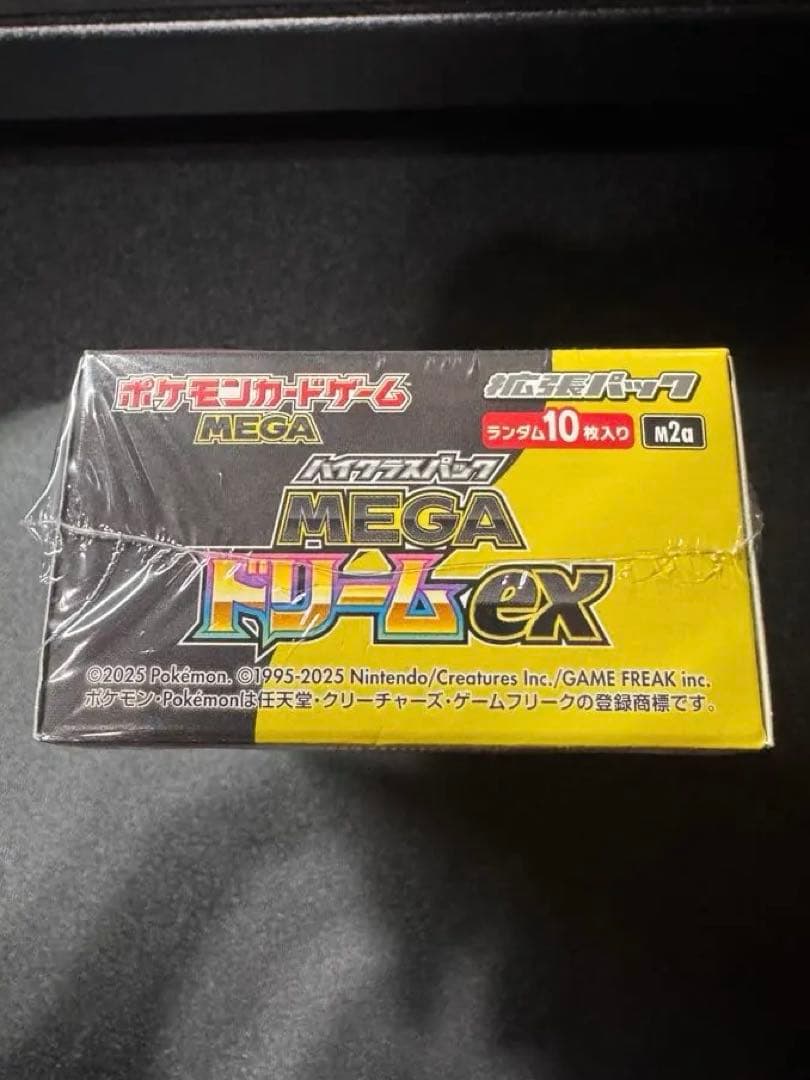 ポケモンカードゲーム 拡張パック
MEGA ランダム10枚入り M2a
ハイクラスパック
MEGA
ドリームex
©2025 Pokémon. ©1995-2025 Nintendo/Creatures Inc./GAME FREAK inc.
ポケモン・Pokémonは任天堂・クリーチャーズ・ゲームフリークの登録商標です。